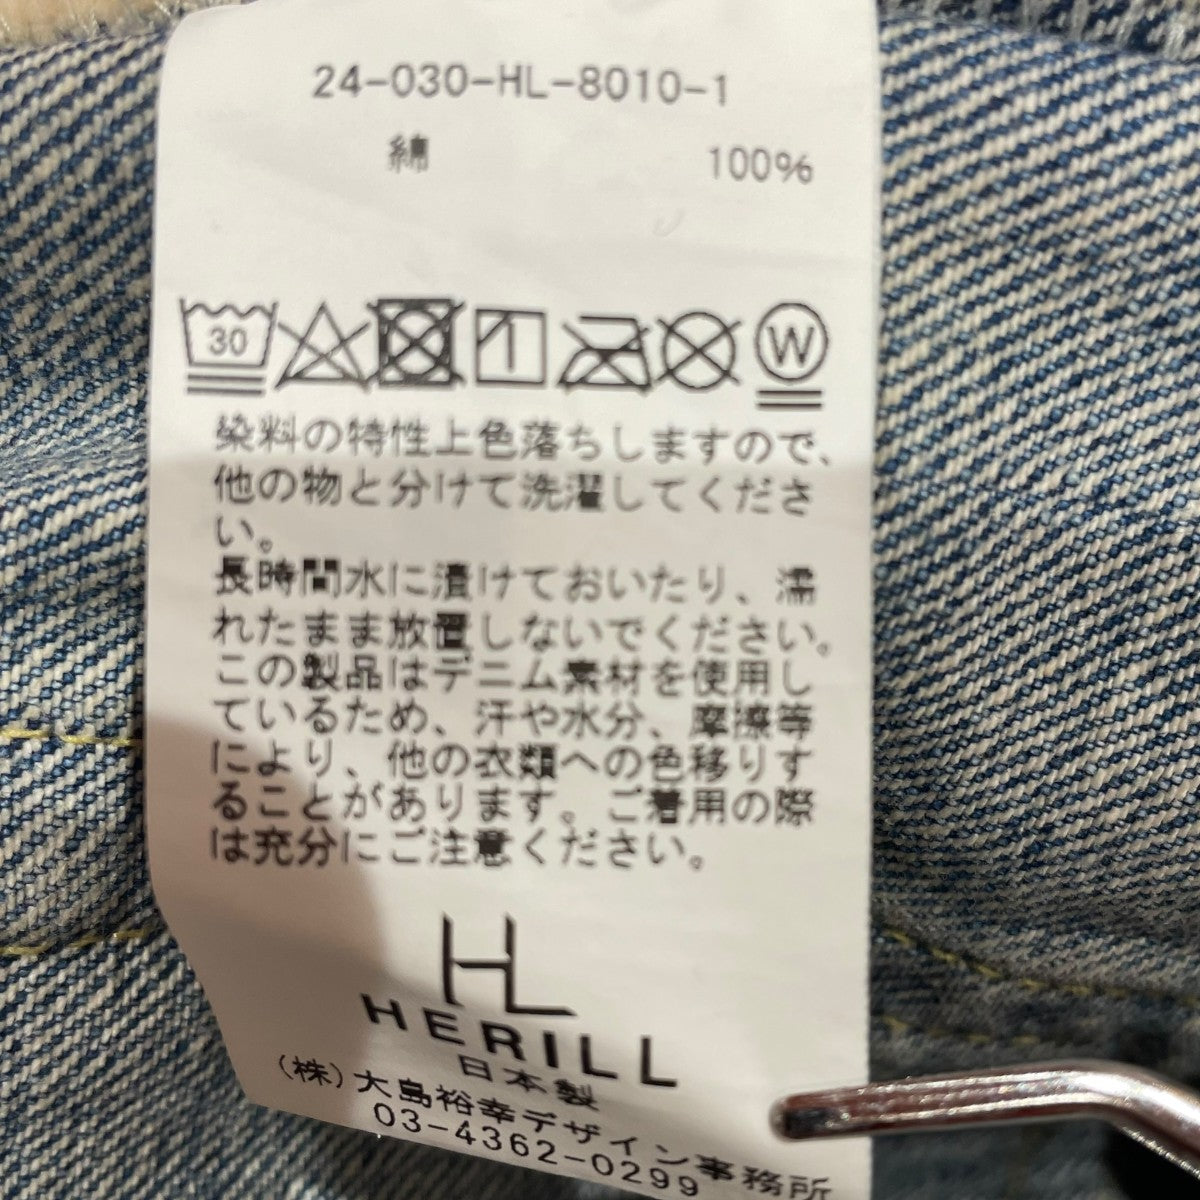 24-030-HL-8010-1
綿 100%
30 W
染料の特性上色落ちしますので、
他の物と分けて洗濯してくださ
い。
長時間水に漬けておいたり、濡
れたまま放置しないでください。
この製品はデニム素材を使用し
ているため、汗や水分、摩擦等
により、他の衣類への色移りす
ることがあります。ご着用の際
は充分にご注意ください。
HL
HERILL
日本製
(株)大島裕幸デザイン事務所
03-4362-0299